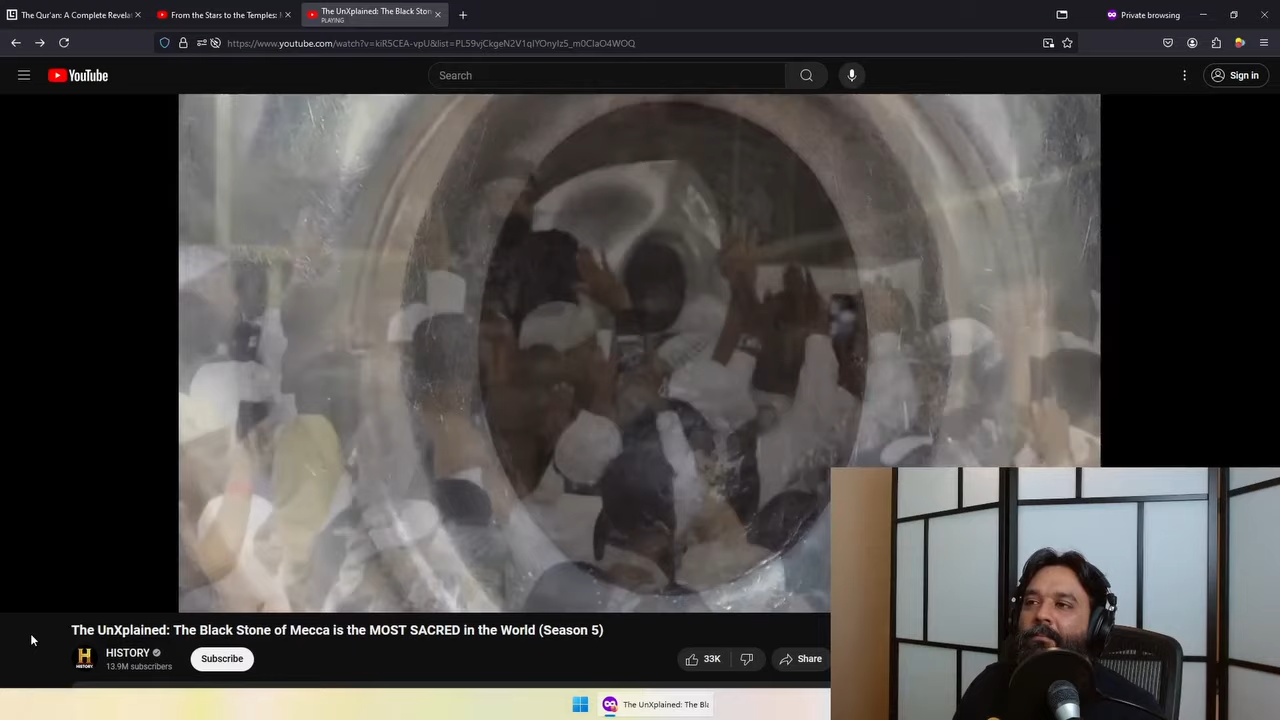 The Qur'an: A Complete Revelat
From the Stars to the Temples: I
The UnXplained: The Black Ston
PLAYING
Private browsing
https://www.youtube.com/watch?v=kiR5CEA-vpU&list=PL59vjCkgeN2V1qIYOnyIz5_m0CIaO4WOQ
YouTube
Search
Sign in
The UnXplained: The Black Stone of Mecca is the MOST SACRED in the World (Season 5)
HISTORY
HISTORY
13.9M subscribers
Subscribe
33K
Share
The UnXplained: The Bla